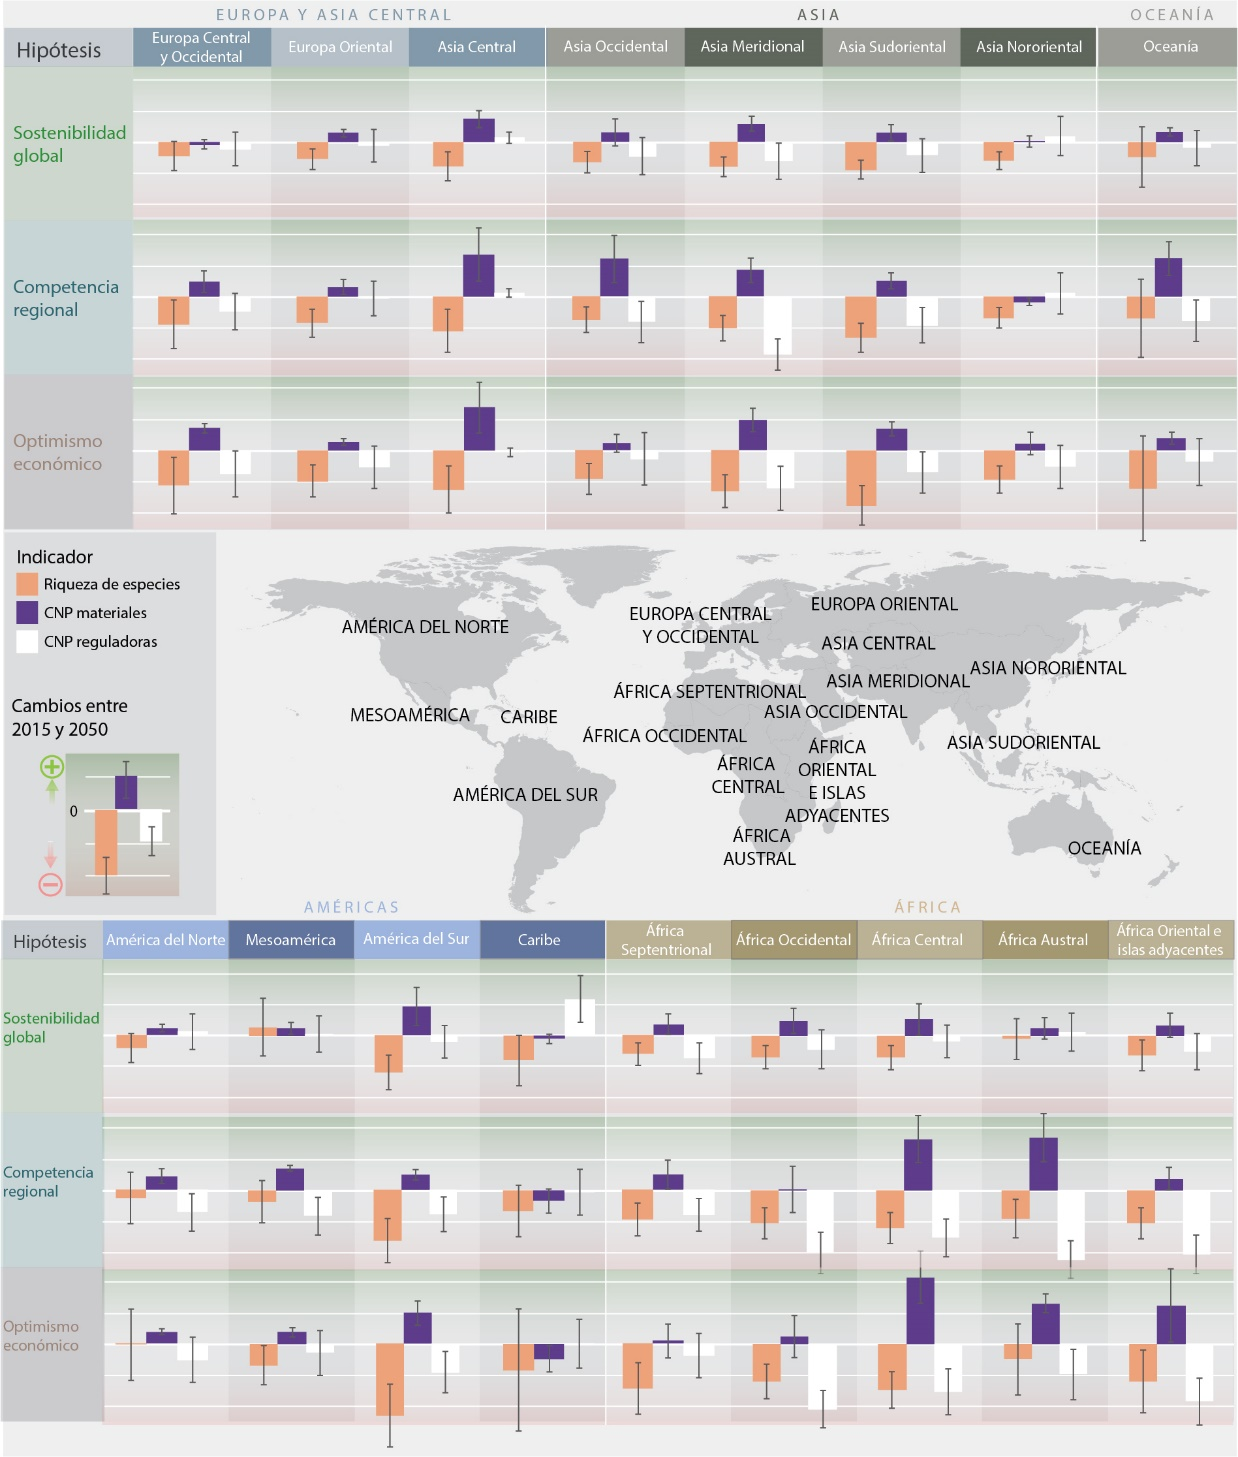 EUROPA Y ASIA CENTRAL
ASIA
OCEANÍA
Hipótesis
Europa Central
y Occidental
Europa Oriental
Asia Central
Asia Occidental
Asia Meridional
Asia Sudoriental
Asia Nororiental
Oceanía
Sostenibilidad
global
Competencia
regional
Optimismo
económico
Indicador
Riqueza de especies
CNP materiales
CNP reguladoras
Cambios entre
2015 y 2050
0
AMÉRICA DEL NORTE
EUROPA CENTRAL
Y OCCIDENTAL
EUROPA ORIENTAL
ASIA CENTRAL
ASIA NORORIENTAL
ASIA MERIDIONAL
ÁFRICA SEPTENTRIONAL
ASIA OCCIDENTAL
MESOAMÉRICA
CARIBE
ÁFRICA OCCIDENTAL
ASIA SUDORIENTAL
ÁFRICA
CENTRAL
ÁFRICA
ORIENTAL
E ISLAS
ADYACENTES
AMÉRICA DEL SUR
ÁFRICA
AUSTRAL
OCEANÍA
AMÉRICAS
ÁFRICA
Hipótesis
América del Norte
Mesoamérica
América del Sur
Caribe
África
Septentrional
África Occidental
África Central
África Austral
África Oriental e
islas adyacentes
Sostenibilidad
global
Competencia
regional
Optimismo
económico